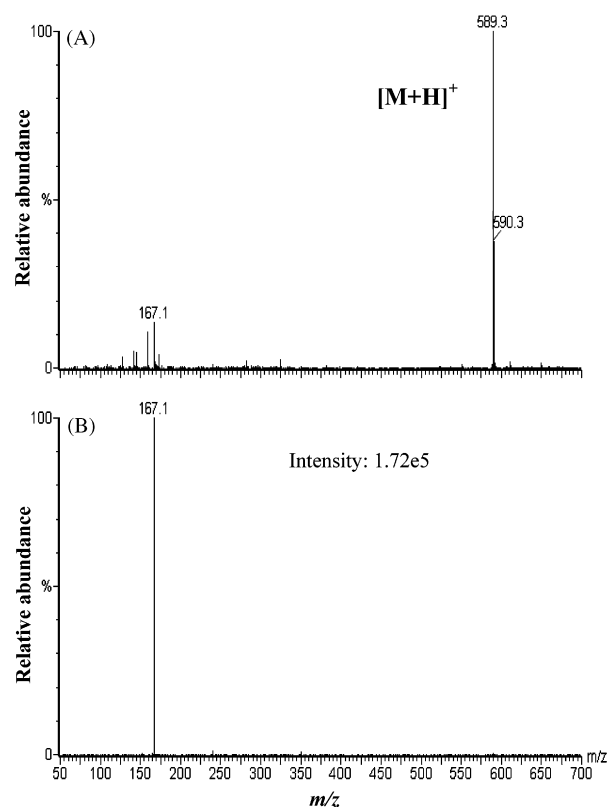 100
(A)
589.3
[M+H]+
Relative abundance
%
590.3
167.1
0
100
167.1
(B)
Intensity: 1.72e5
Relative abundance
%
0
m/z
50 100 150 200 250 300 350 400 450 500 550 600 650 700
m/z